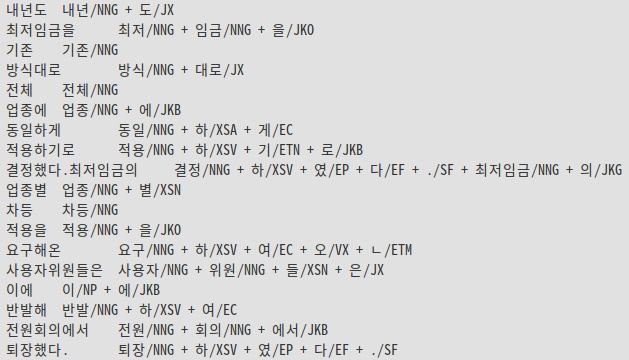 내년도 내년/NNG + 도/JX
최저임금을 최저/NNG + 임금/NNG + 을/JKO
기존 기존/NNG
방식대로 방식/NNG + 대로/JX
전체 전체/NNG
업종에 업종/NNG + 에/JKB
동일하게 동일/NNG + 하/XSA + 게/EC
적용하기로 적용/NNG + 하/XSV + 기/ETN + 로/JKB
결정했다.최저임금의 결정/NNG + 하/XSV + 였/EP + 다/EF + ./SF + 최저임금/NNG + 의/JKG
업종별 업종/NNG + 별/XSN
차등 차등/NNG
적용을 적용/NNG + 을/JKO
요구해온 요구/NNG + 하/XSV + 여/EC + 오/VX + ㄴ/ETM
사용자위원들은 사용자/NNG + 위원/NNG + 들/XSN + 은/JX
이에 이/NP + 에/JKB
반발해 반발/NNG + 하/XSV + 여/EC
전원회의에서 전원/NNG + 회의/NNG + 에서/JKB
퇴장했다. 퇴장/NNG + 하/XSV + 였/EP + 다/EF + ./SF